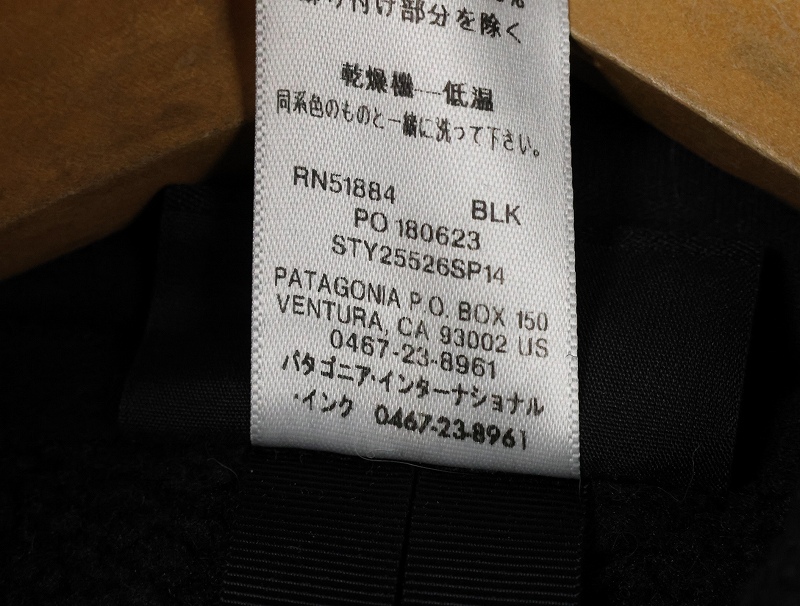 り付け部分を除く
乾燥機—低温
同系色のものと一緒に洗って下さい。
RN51884 BLK
PO 180623
STY25526SP14
PATAGONIA P.O. BOX 150
VENTURA, CA 93002 US
0467-23-8961
パタゴニア・インターナショナル
・インク 0467-23-8961